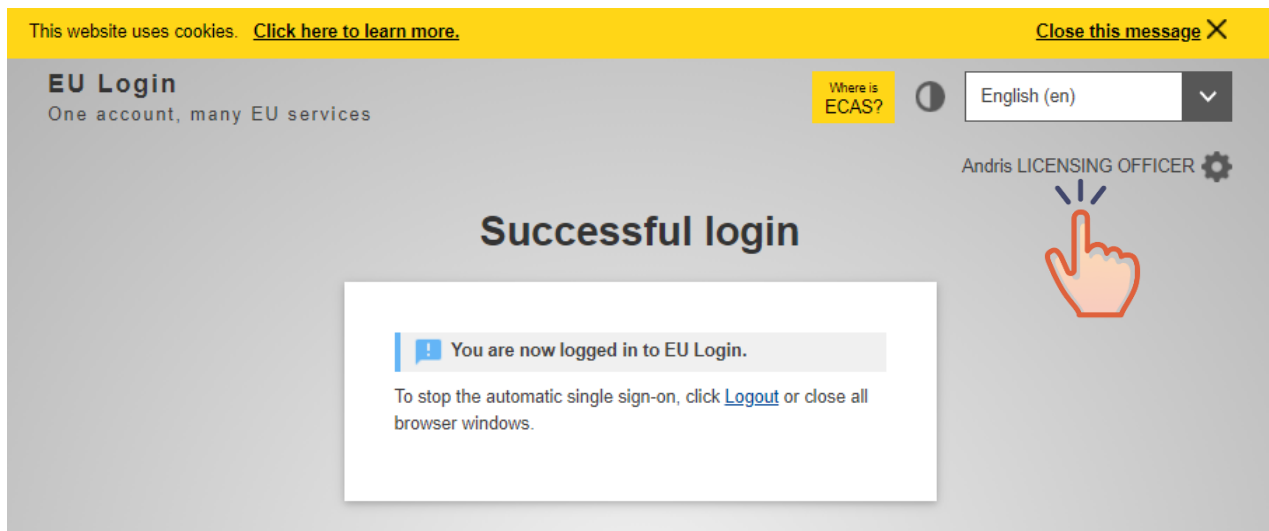 This website uses cookies. Click here to learn more. Close this message
EU Login
One account, many EU services
Where is
ECAS?
English (en)
Andris LICENSING OFFICER
Successful login
You are now logged in to EU Login.
To stop the automatic single sign-on, click Logout or close all
browser windows.